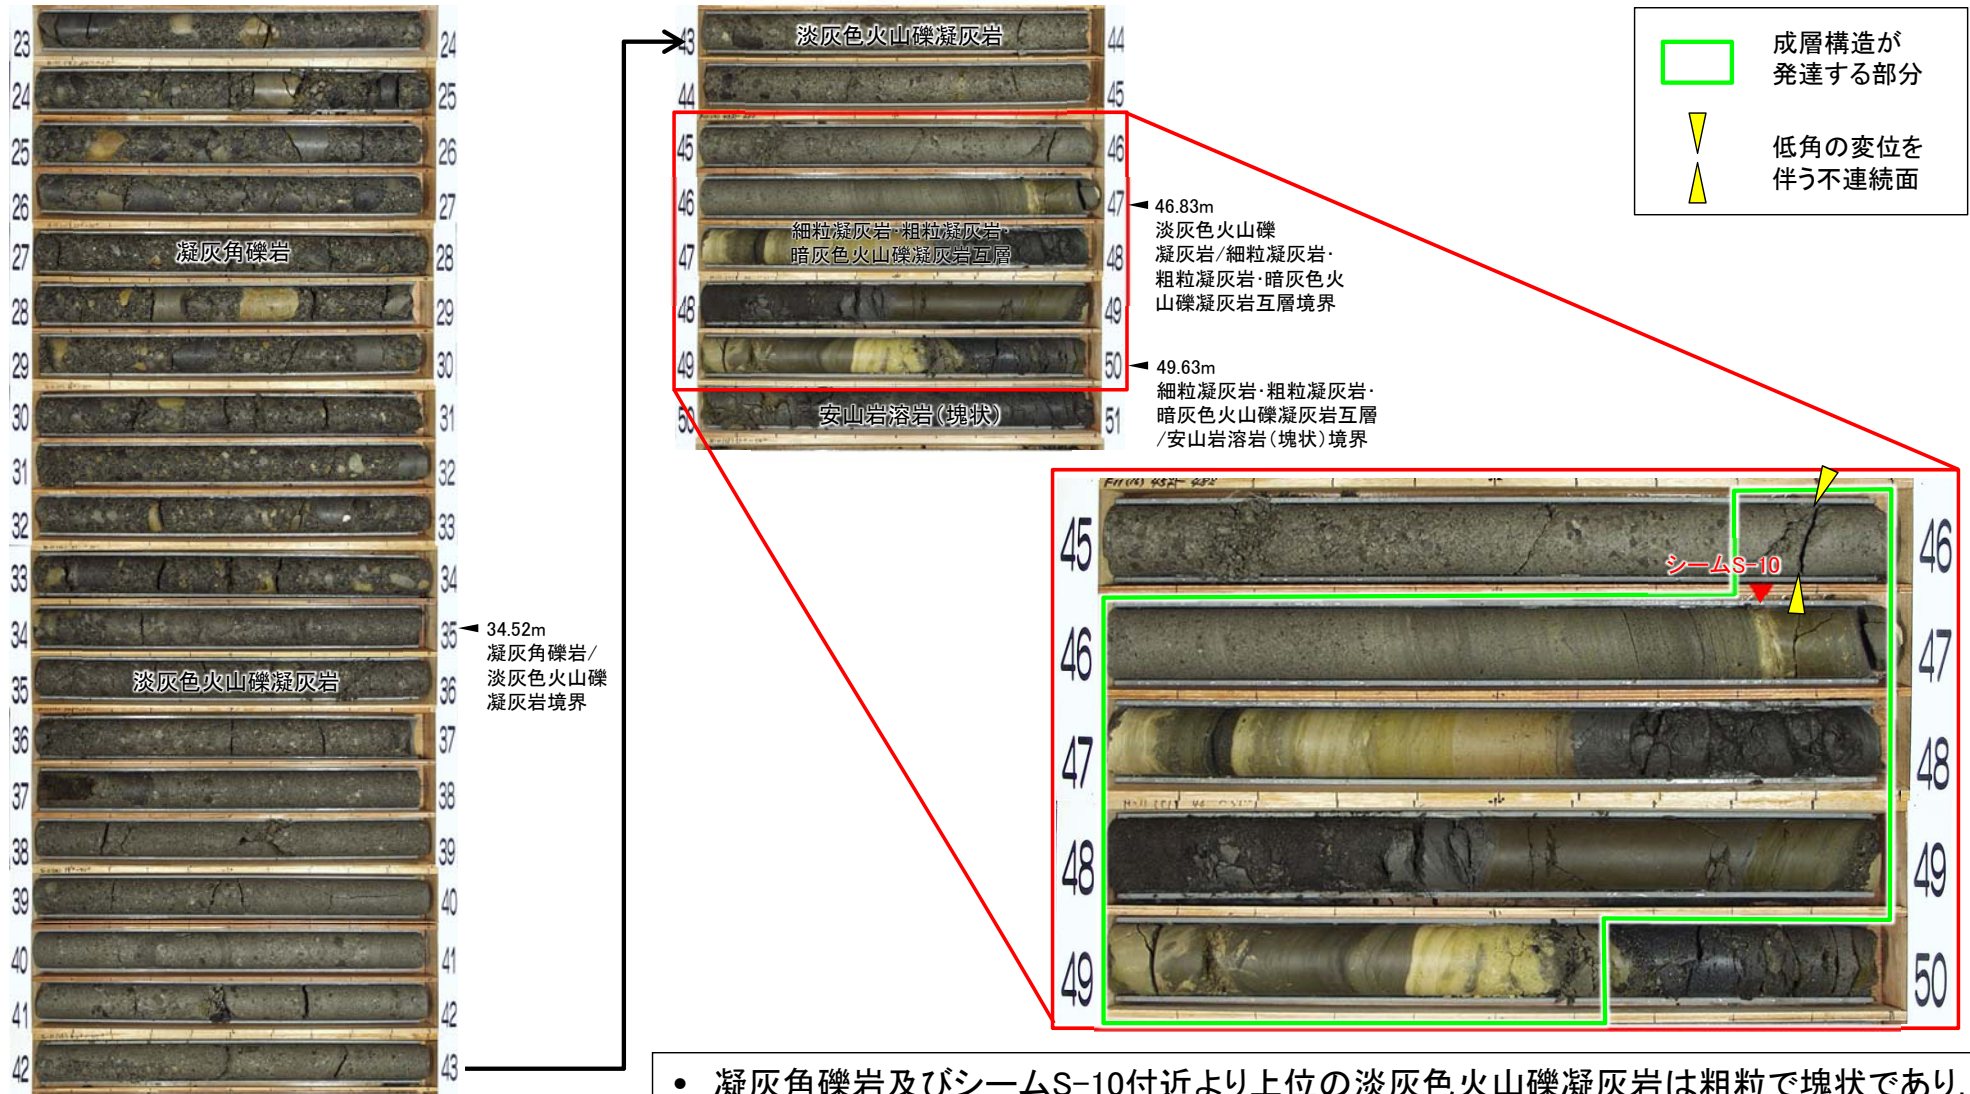 23
24
24
25
25
26
26
27
27
凝灰角礫岩
28
28
29
29
30
30
31
31
32
32
33
33
34
34
35
35
淡灰色火山礫凝灰岩
36
36
37
37
38
38
39
39
40
40
41
41
42
42
43
34.52m
凝灰角礫岩/
淡灰色火山礫
凝灰岩境界
43
淡灰色火山礫凝灰岩
44
44
45
45
46
46
47
47
細粒凝灰岩・粗粒凝灰岩・
暗灰色火山礫凝灰岩互層
48
48
49
49
50
50
安山岩溶岩(塊状)
51
46.83m
淡灰色火山礫
凝灰岩/細粒凝灰岩・
粗粒凝灰岩・暗灰色火
山礫凝灰岩互層境界
49.63m
細粒凝灰岩・粗粒凝灰岩・
暗灰色火山礫凝灰岩互層
/安山岩溶岩(塊状)境界
成層構造が
発達する部分
低角の変位を
伴う不連続面
45
46
シームS-10
46
47
47
48
48
49
49
50
• 凝灰角礫岩及びシームS-10付近より上位の淡灰色火山礫凝灰岩は粗粒で塊状であり,